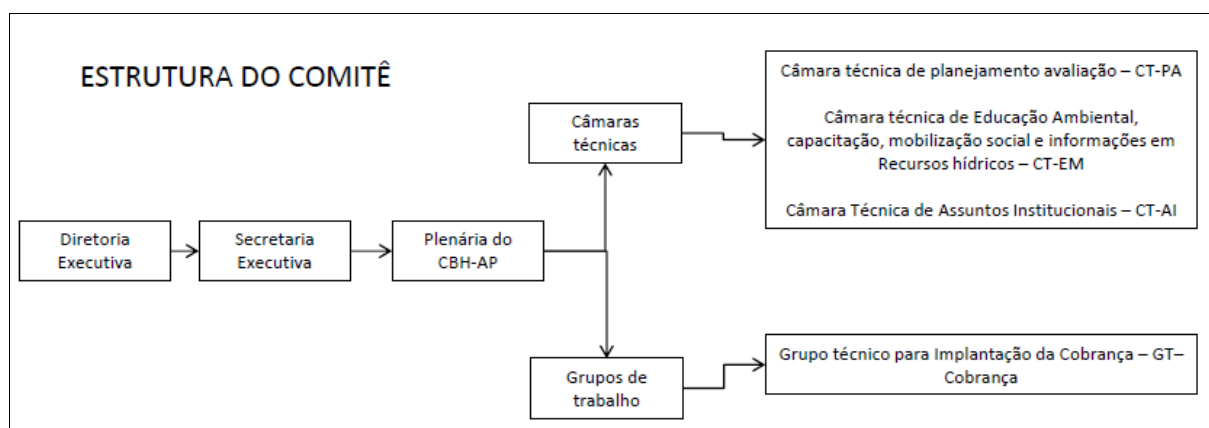 ESTRUTURA DO COMITÊ
Diretoria
Executiva
Secretaria
Executiva
Plenária do
CBH-AP
Câmaras
técnicas
Câmara técnica de planejamento avaliação – CT-PA
Câmara técnica de Educação Ambiental,
capacitação, mobilização social e informações em
Recursos hídricos – CT-EM
Câmara Técnica de Assuntos Institucionais – CT-AI
Grupos de
trabalho
Grupo técnico para Implantação da Cobrança – GT–
Cobrança